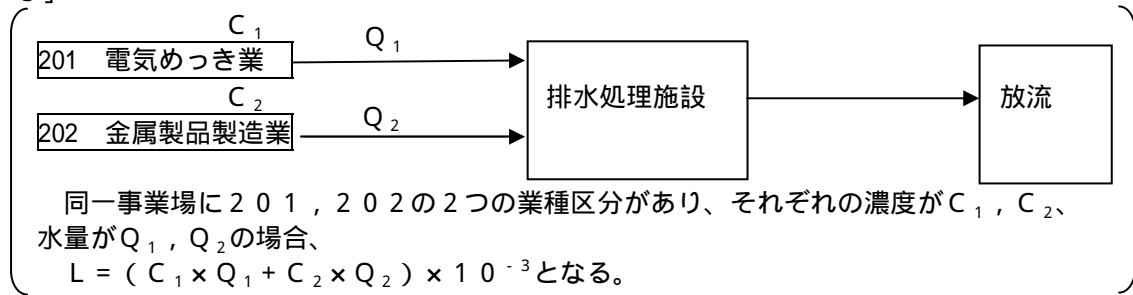 C₁
Q₁
201 電気めっき業
排水処理施設
放流
C₂
Q₂
202 金属製品製造業
同一事業場に201,202の2つの業種区分があり、それぞれの濃度がC₁,C₂、
水量がQ₁,Q₂の場合、
L=(C₁×Q₁+C₂×Q₂)×10⁻³となる。